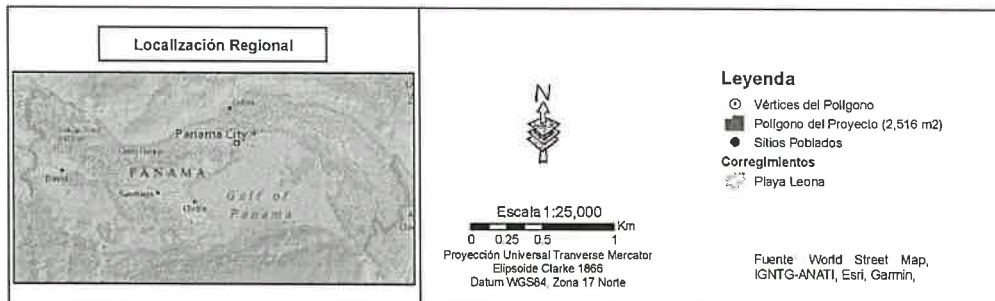 Localización Regional
Colón
Panama City
PANAMA
David
Santiago
Chitre
Gulf of
Panama
N
Escala 1:25,000
Km
0 0.25 0.5 1
Proyección Universal Tranverse Mercator
Elipsoide Clarke 1866
Datum WGS84, Zona 17 Norte
Leyenda
Vértices del Polígono
Polígono del Proyecto (2,516 m2)
Sitios Poblados
Corregimientos
Playa Leona
Fuente World Street Map,
IGNTG-ANATI, Esri, Garmin,